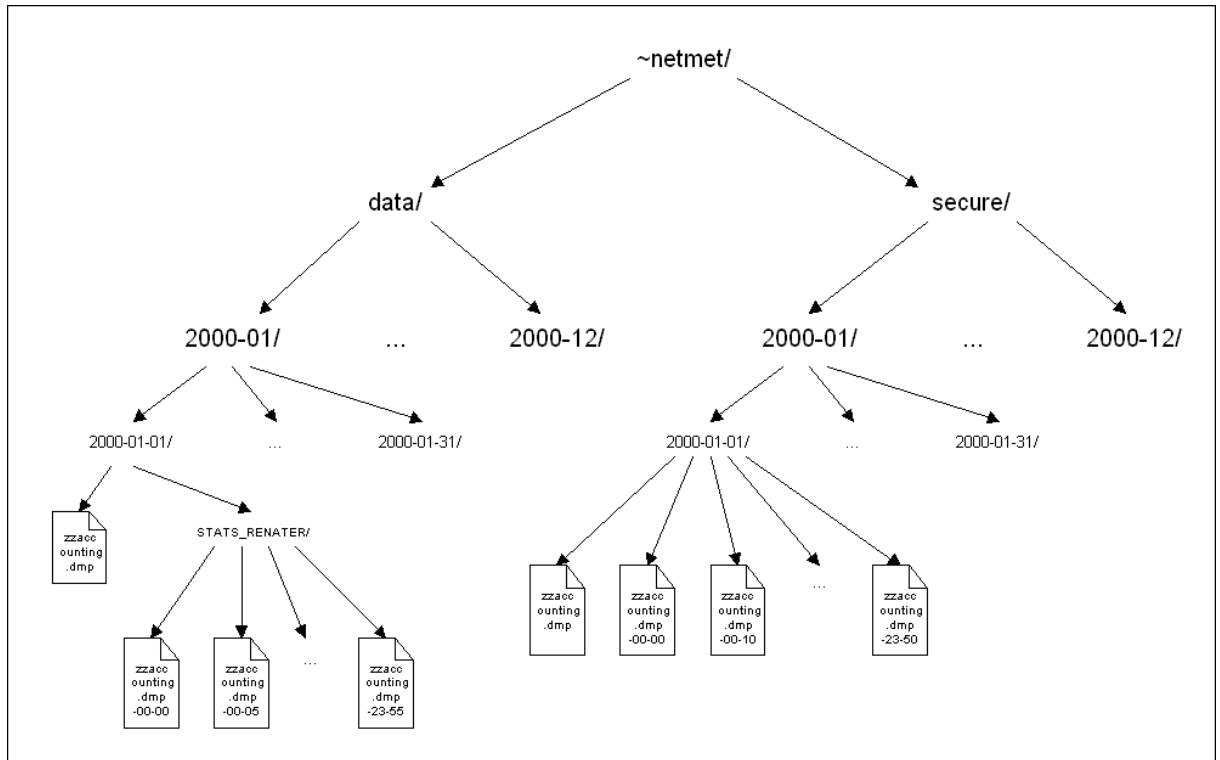 ~netmet/
data/
secure/
2000-01/
...
2000-12/
2000-01/
...
2000-12/
2000-01-01/
...
2000-01-31/
2000-01-01/
...
2000-01-31/
zzacc
ounting
.dmp
STATS_RENATER/
zzacc
ounting
.dmp
-00-00
zzacc
ounting
.dmp
-00-05
...
zzacc
ounting
.dmp
-23-55
zzacc
ounting
.dmp
zzacc
ounting
.dmp
-00-00
zzacc
ounting
.dmp
-00-10
...
zzacc
ounting
.dmp
-23-50